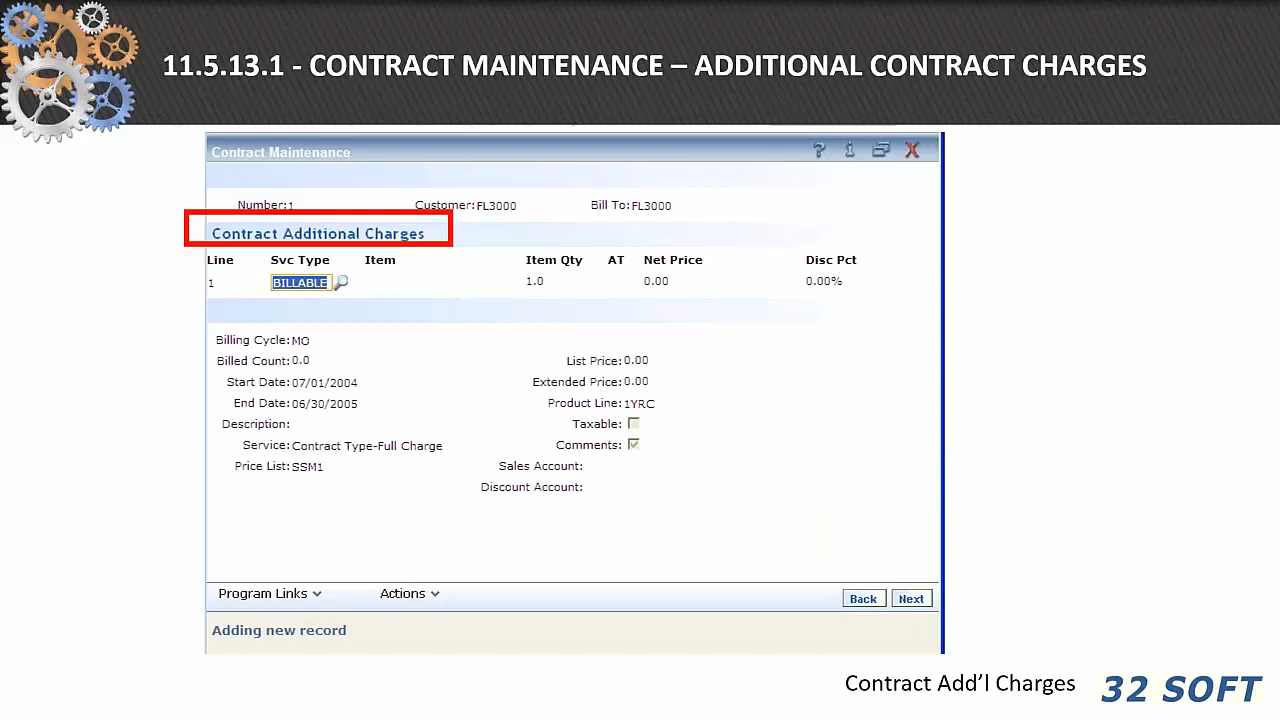 11.5.13.1 - CONTRACT MAINTENANCE – ADDITIONAL CONTRACT CHARGES
Contract Maintenance
Number:1 Customer:FL3000 Bill To:FL3000
Contract Additional Charges
Line Svc Type Item Item Qty AT Net Price Disc Pct
1 BILLABLE 1.0 0.00 0.00%
Billing Cycle:MO
Billed Count:0.0 List Price:0.00
Start Date:07/01/2004 Extended Price:0.00
End Date:06/30/2005 Product Line:1YRC
Description: Taxable:
Service:Contract Type-Full Charge Comments:
Price List:SSM1 Sales Account:
Discount Account:
Program Links Actions Back Next
Adding new record
Contract Add’l Charges
32 SOFT